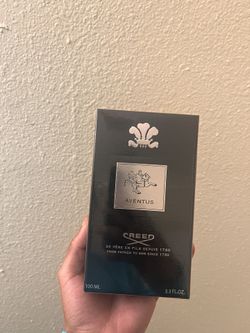 AVENTUS
CREED
DE PÈRE EN FILS DEPUIS 1760
FROM FATHER TO SON SINCE 1760
100 ML
3.3 FL.OZ.